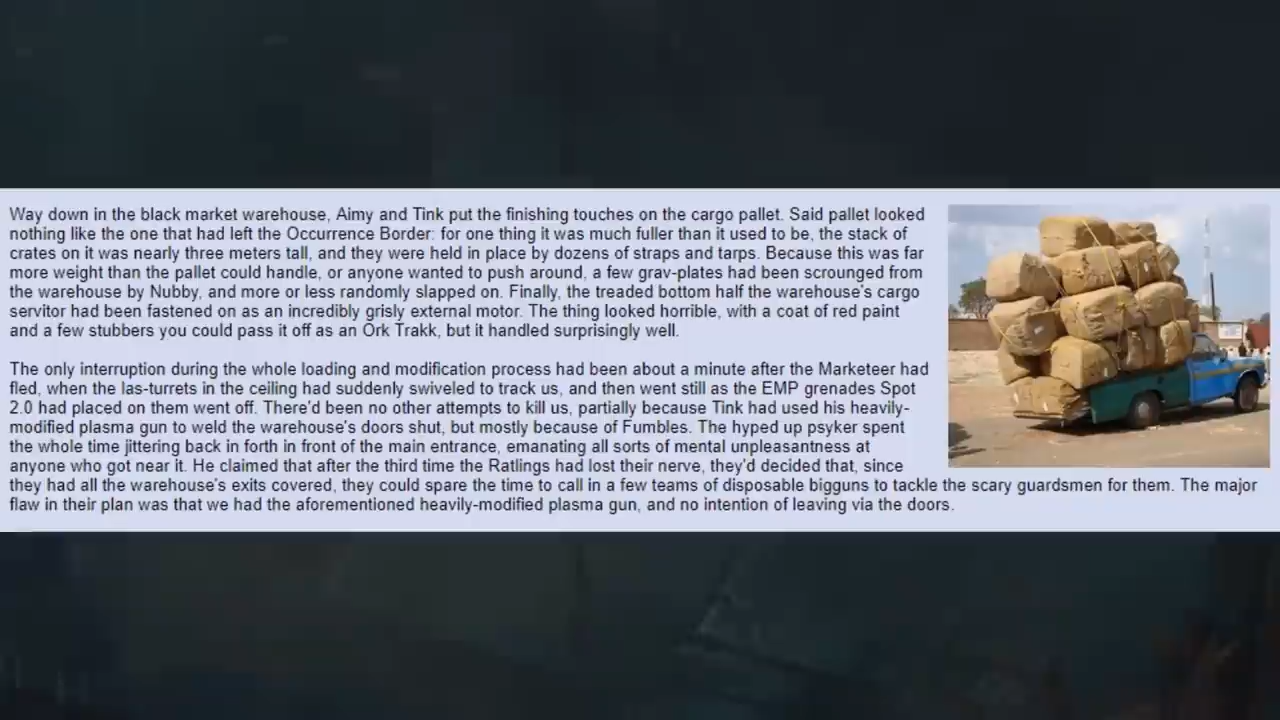 Way down in the black market warehouse, Aimy and Tink put the finishing touches on the cargo pallet. Said pallet looked
nothing like the one that had left the Occurrence Border: for one thing it was much fuller than it used to be, the stack of
crates on it was nearly three meters tall, and they were held in place by dozens of straps and tarps. Because this was far
more weight than the pallet could handle, or anyone wanted to push around, a few grav-plates had been scrounged from
the warehouse by Nubby, and more or less randomly slapped on. Finally, the treaded bottom half the warehouse's cargo
servitor had been fastened on as an incredibly grisly external motor. The thing looked horrible, with a coat of red paint
and a few stubbers you could pass it off as an Ork Trakk, but it handled surprisingly well.
The only interruption during the whole loading and modification process had been about a minute after the Marketeer had
fled, when the las-turrets in the ceiling had suddenly swiveled to track us, and then went still as the EMP grenades Spot
2.0 had placed on them went off. There'd been no other attempts to kill us, partially because Tink had used his heavily-
modified plasma gun to weld the warehouse's doors shut, but mostly because of Fumbles. The hyped up psyker spent
the whole time jittering back in forth in front of the main entrance, emanating all sorts of mental unpleasantness at
anyone who got near it. He claimed that after the third time the Ratlings had lost their nerve, they'd decided that, since
they had all the warehouse's exits covered, they could spare the time to call in a few teams of disposable bigguns to tackle the scary guardsmen for them. The major
flaw in their plan was that we had the aforementioned heavily-modified plasma gun, and no intention of leaving via the doors.